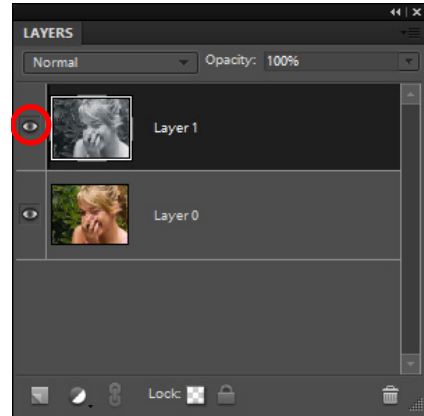 LAYERS
Normal Opacity: 100%
Layer 1
Layer 0
Lock: